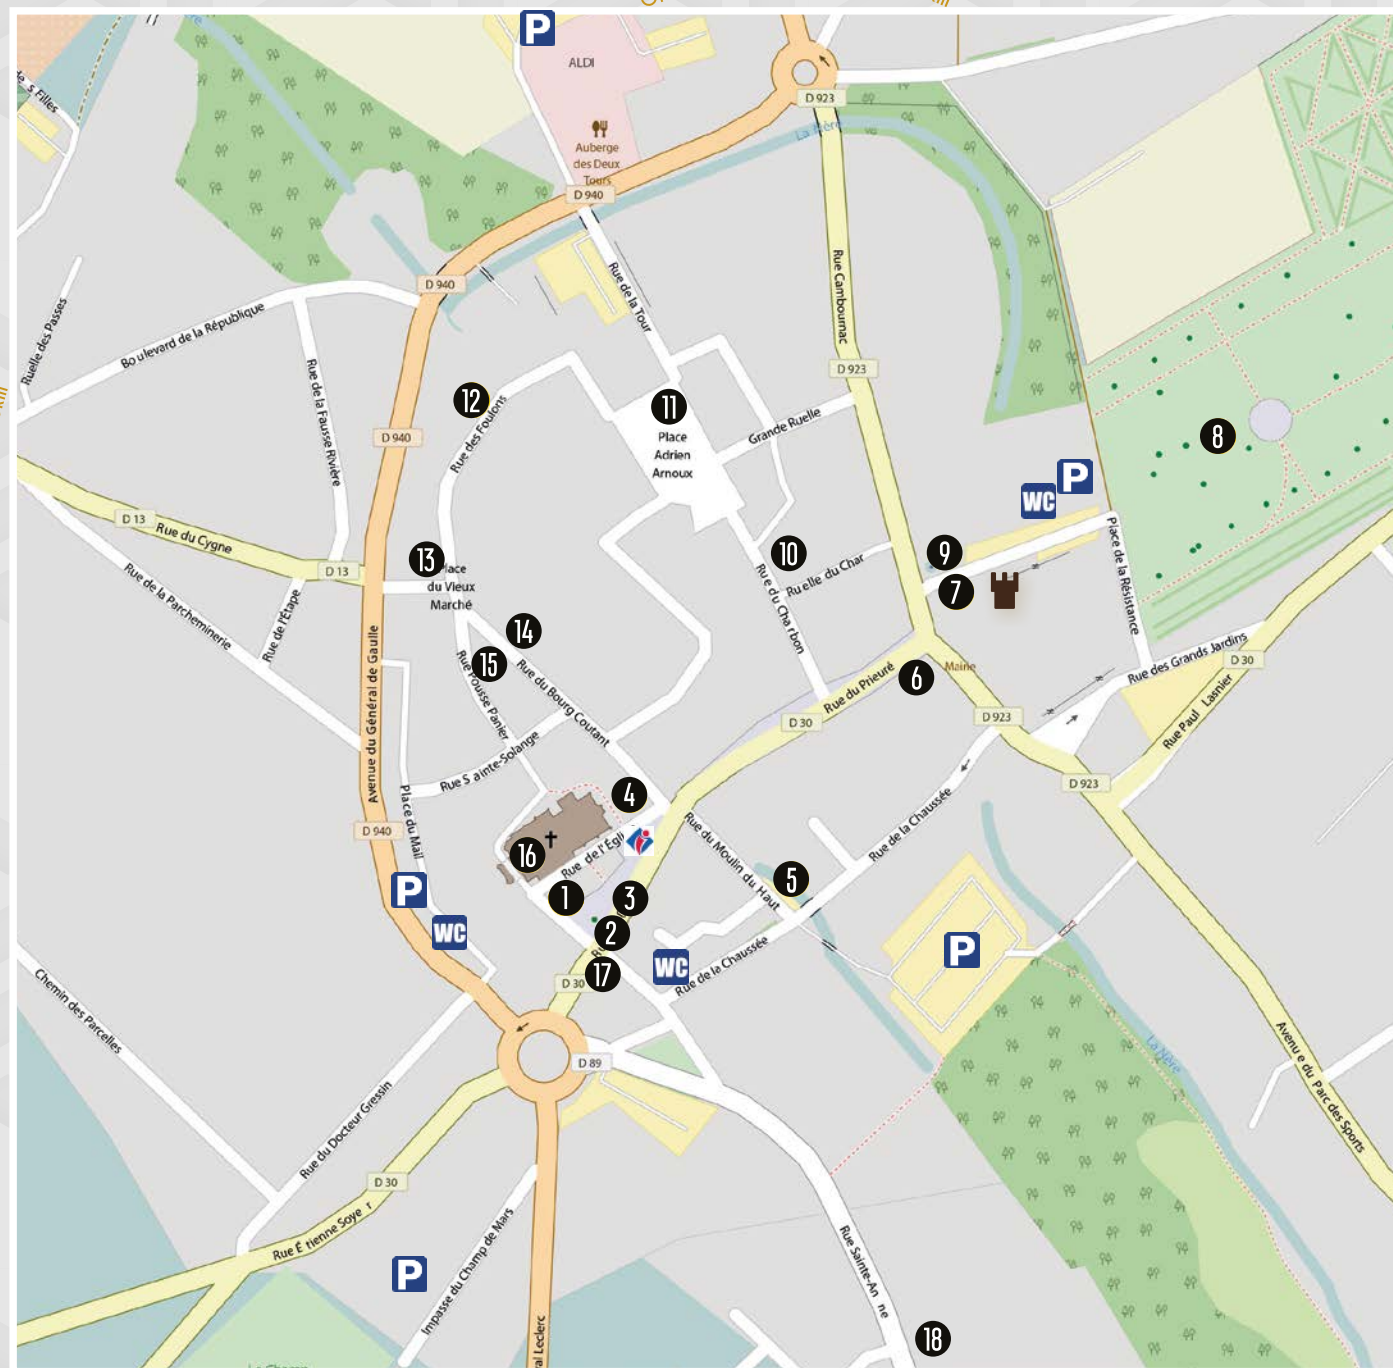 P
ALDI
Auberge
des Deux
Tours
D 923
La Nère
D 940
D 940
Rue de la Tour
Rue Cambournac
Ruelle des Passes
Boulevard de la République
Rue de la Fausse Rivière
D 923
12
Rue des Foulons
11
Place
Adrien
Arnoux
Grande Ruelle
8
D 940
P
WC
D 13
Rue du Cygne
D 13
13
Place
du Vieux
Marché
10
Ruelle du Char
9
7
Place de la Résistance
Rue de la Parcheminerie
Rue de l'Étape
Rue du Charbon
14
15
Rue Pousse Panier
Rue du Bourg Coutant
Avenue du Général de Gaulle
6
Mairie
Rue du Prieuré
D 30
D 923
Rue des Grands Jardins
D 30
Rue Paul Lasnier
Rue Sainte-Solange
D 923
Place du Mail
D 940
4
Rue du Moulin du Haut
Rue de la Chaussée
16
Rue de l'Égli
5
1
3
P
WC
2
17
WC
Rue de la Chaussée
P
D 30
Chemin des Parcelles
D 89
La Nère
Avenue du Parc des Sports
Rue du Docteur Gressin
D 30
Rue Étienne Soyer
P
Impasse du Champ de Mars
Rue Sainte-Anne
18
al Leclerc